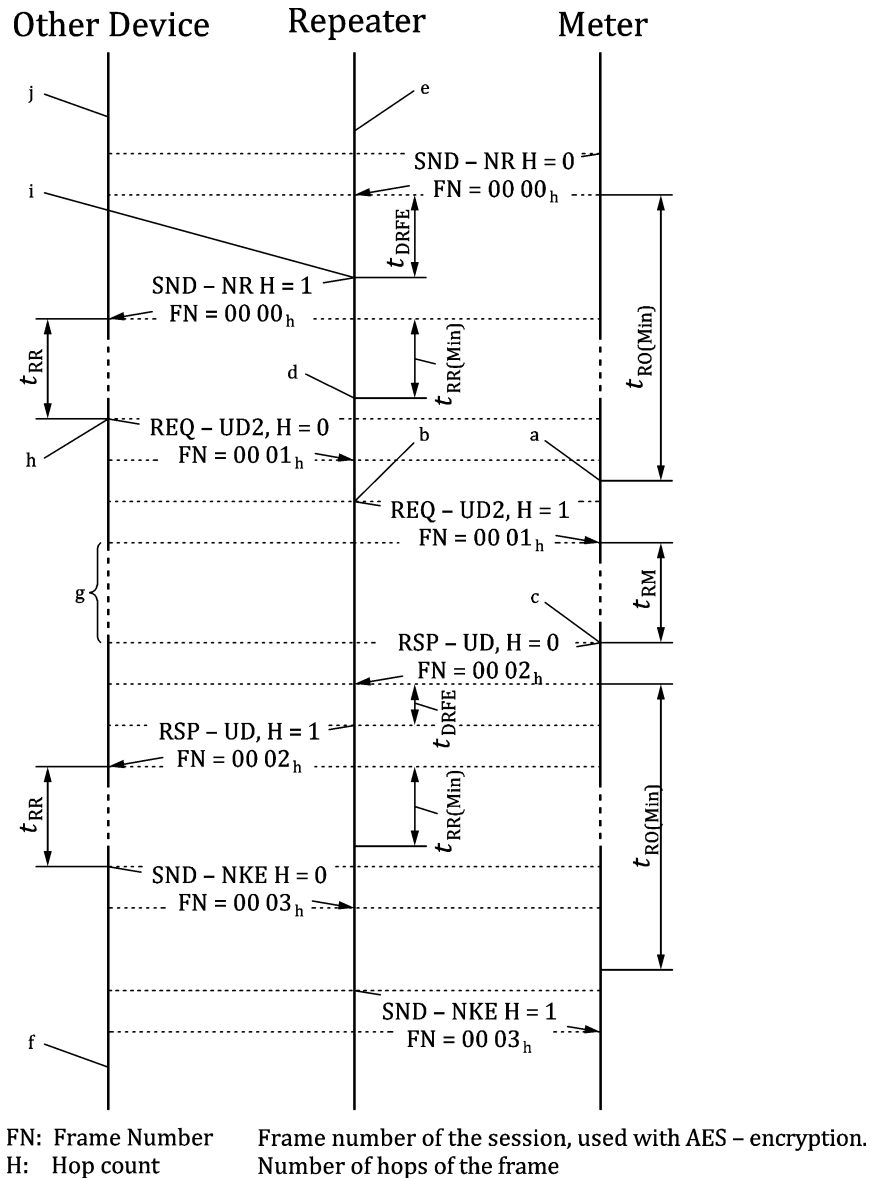 Other Device Repeater Meter
j
e
SND – NR H = 0
FN = 00 00h
i
tDRFE
SND – NR H = 1
FN = 00 00h
tRR
tRR(Min)
tRO(Min)
d
REQ – UD2, H = 0
FN = 00 01h
h
b
a
REQ – UD2, H = 1
FN = 00 01h
g
tRM
c
RSP – UD, H = 0
FN = 00 02h
tDRFE
RSP – UD, H = 1
FN = 00 02h
tRR
tRR(Min)
tRO(Min)
SND – NKE H = 0
FN = 00 03h
SND – NKE H = 1
FN = 00 03h
f
FN: Frame Number Frame number of the session, used with AES – encryption.
H: Hop count Number of hops of the frame